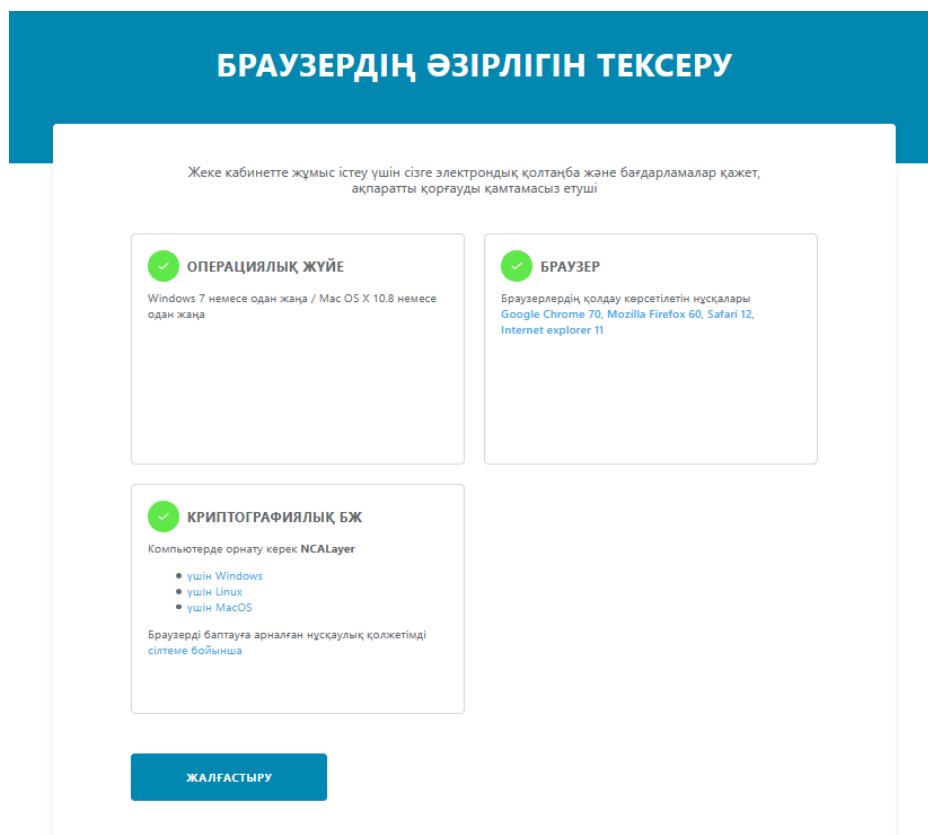 БРАУЗЕРДІҢ ӘЗІРЛІГІН ТЕКСЕРУ
Жеке кабинетте жұмыс істеу үшін сізге электрондық қолтаңба және бағдарламалар қажет,
ақпаратты қорғауды қамтамасыз етуші
ОПЕРАЦИЯЛЫҚ ЖҮЙЕ
Windows 7 немесе одан жаңа / Mac OS X 10.8 немесе
одан жаңа
БРАУЗЕР
Браузерлердің қолдау көрсетілетін нұсқалары
Google Chrome 70, Mozilla Firefox 60, Safari 12,
Internet explorer 11
КРИПТОГРАФИЯЛЫҚ БЖ
Компьютерде орнату керек NCALayer
үшін Windows
үшін Linux
үшін MacOS
Браузерді баптауға арналған нұсқаулық қолжетімді
сілтеме бойынша
ЖАЛҒАСТЫРУ